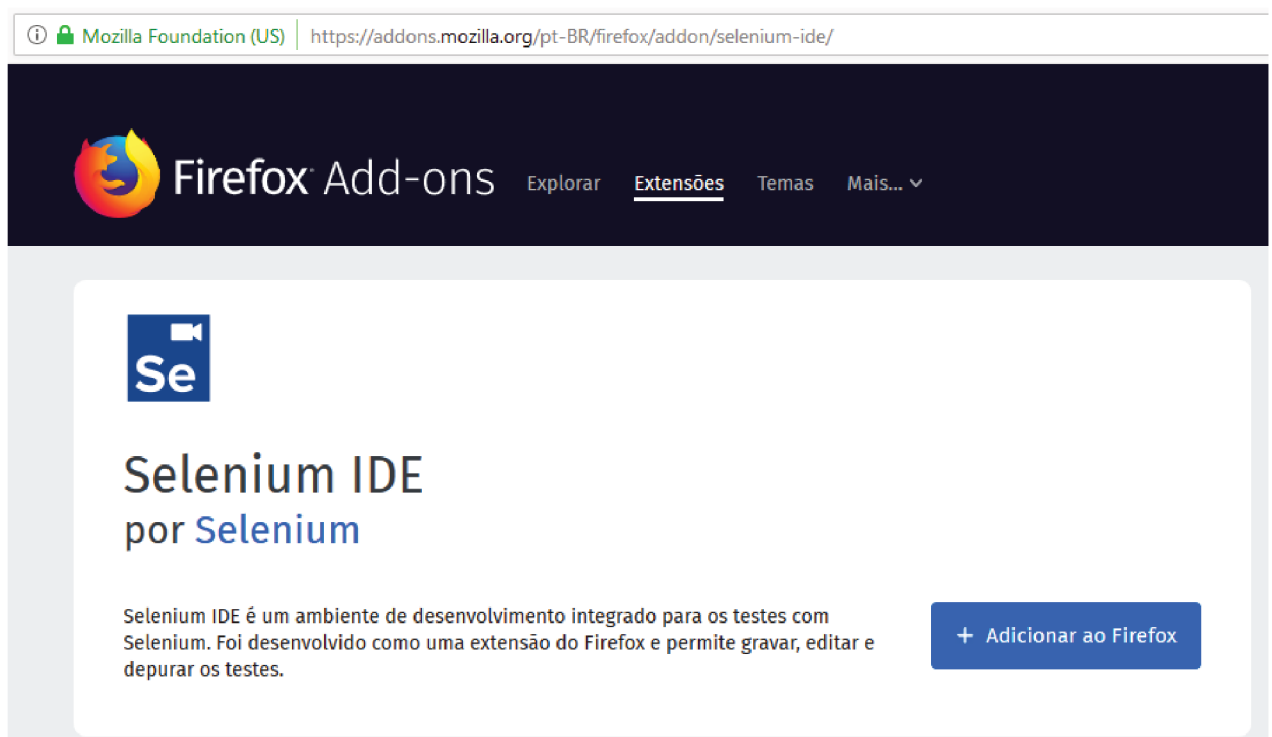 Mozilla Foundation (US) https://addons.mozilla.org/pt-BR/firefox/addon/selenium-ide/
Firefox Add-ons Explorar Extensões Temas Mais...
Se
Selenium IDE
por Selenium
Selenium IDE é um ambiente de desenvolvimento integrado para os testes com
Selenium. Foi desenvolvido como uma extensão do Firefox e permite gravar, editar e
depurar os testes.
+ Adicionar ao Firefox